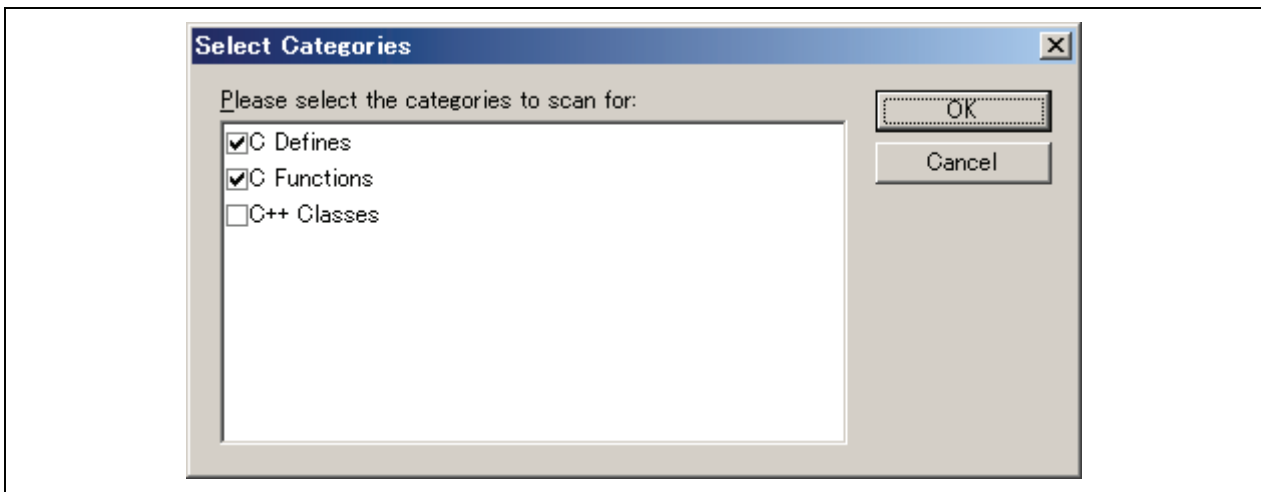 Select Categories
Please select the categories to scan for:
C Defines
C Functions
C++ Classes
OK
Cancel